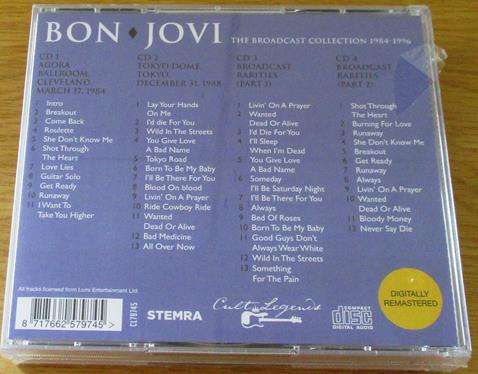 BON JOVI THE BROADCAST COLLECTION 1984-1996
CD 1
AGORA
BALLROOM,
CLEVELAND,
MARCH 17, 1984
1 Intro
2 Breakout
3 Come Back
4 Roulette
5 She Don't Know Me
6 Shot Through
The Heart
7 Love Lies
8 Guitar Solo
9 Get Ready
10 Runaway
11 I Want To
Take You Higher
CD 2
TOKYO DOME,
TOKYO,
DECEMBER 31, 1988
1 Lay Your Hands
On Me
2 I'd die For You
3 Wild In The Streets
4 You Give Love
A Bad Name
5 Tokyo Road
6 Born To Be My Baby
7 I'll Be There For You
8 Blood On blood
9 Livin' On A Prayer
10 Ride Cowboy Ride
11 Wanted
Dead Or Alive
12 Bad Medicine
13 All Over Now
CD 3
BROADCAST
RARITIES
(PART 1)
1 Livin' On A Prayer
2 Wanted
Dead Or Alive
3 I'd Die For You
4 I'll Sleep
When I'm Dead
5 You Give Love
A Bad Name
6 Someday
I'll Be Saturday Night
7 I'll Be There For You
8 Always
9 Bed Of Roses
10 Born To Be My Baby
11 Good Guys Don't
Always Wear White
12 Wild In The Streets
13 Something
For The Pain
CD 4
BROADCAST
RARITIES
(PART 2)
Shot Through
The Heart
2 Burning For Love
3 Runaway
4 She Don't Know Me
5 Breakout
6 Get Ready
7 Runaway
8 Always
9 Livin' On A Prayer
10 Wanted
Dead Or Alive
11 Bloody Money
13 Never Say Die
All tracks licensed from Lumi Entertainment Ltd.
8 717662 579745 >
CL79745
STEMRA
Cult Legends
COMPACT
disc
DIGITAL AUDIO
DIGITALLY
REMASTERED